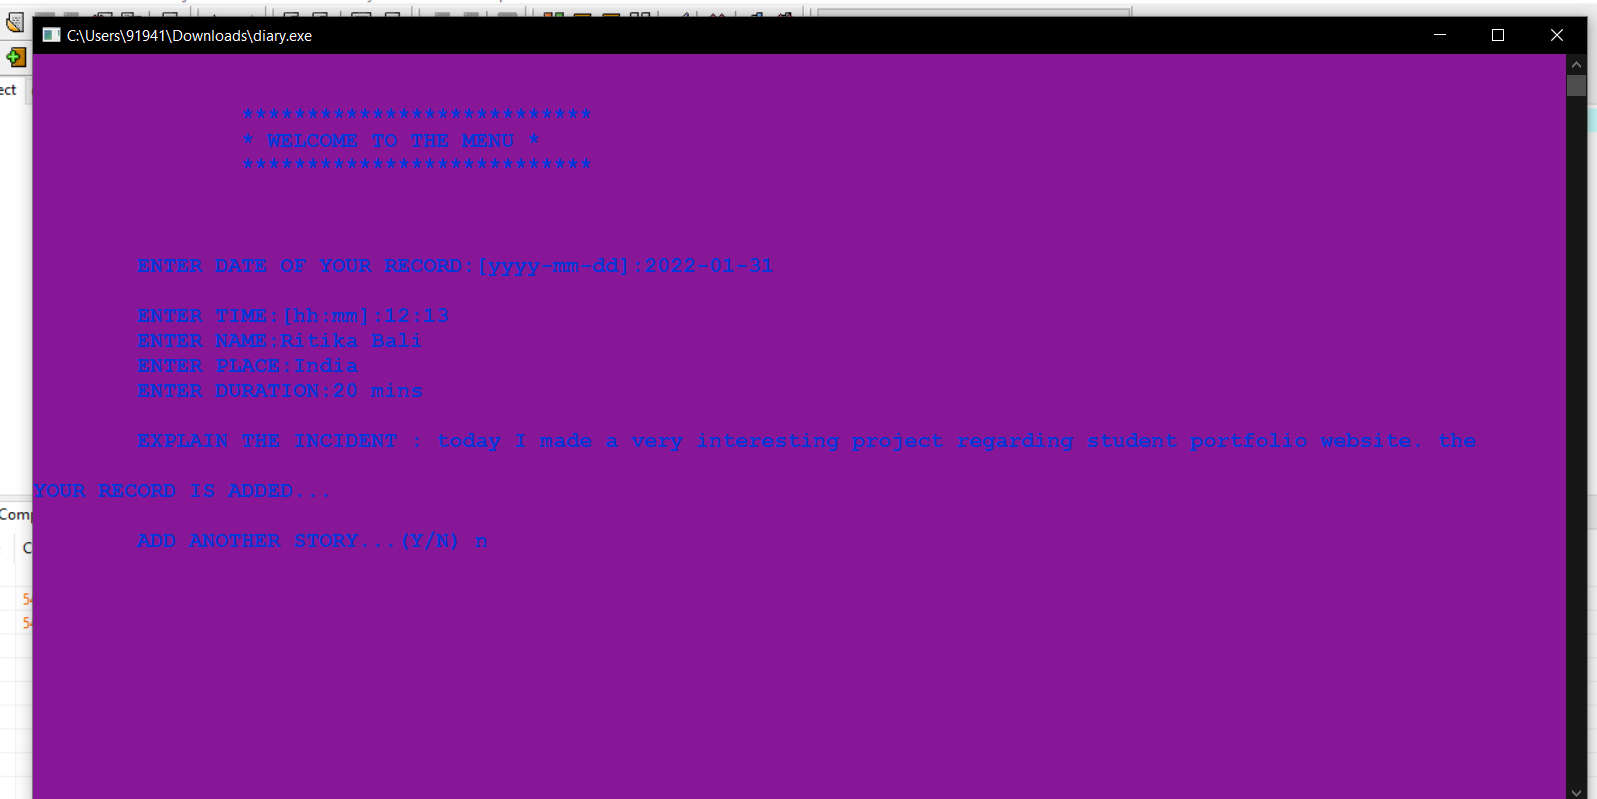 C:\Users\91941\Downloads\diary.exe
ect
***************************
* WELCOME TO THE MENU *
***************************
ENTER DATE OF YOUR RECORD:[yyyy-mm-dd]:2022-01-31
ENTER TIME:[hh:mm]:12:13
ENTER NAME:Ritika Bali
ENTER PLACE:India
ENTER DURATION:20 mins
EXPLAIN THE INCIDENT : today I made a very interesting project regarding student portfolio website. the
YOUR RECORD IS ADDED...
Comp
ADD ANOTHER STORY...(Y/N) n
C
54
54